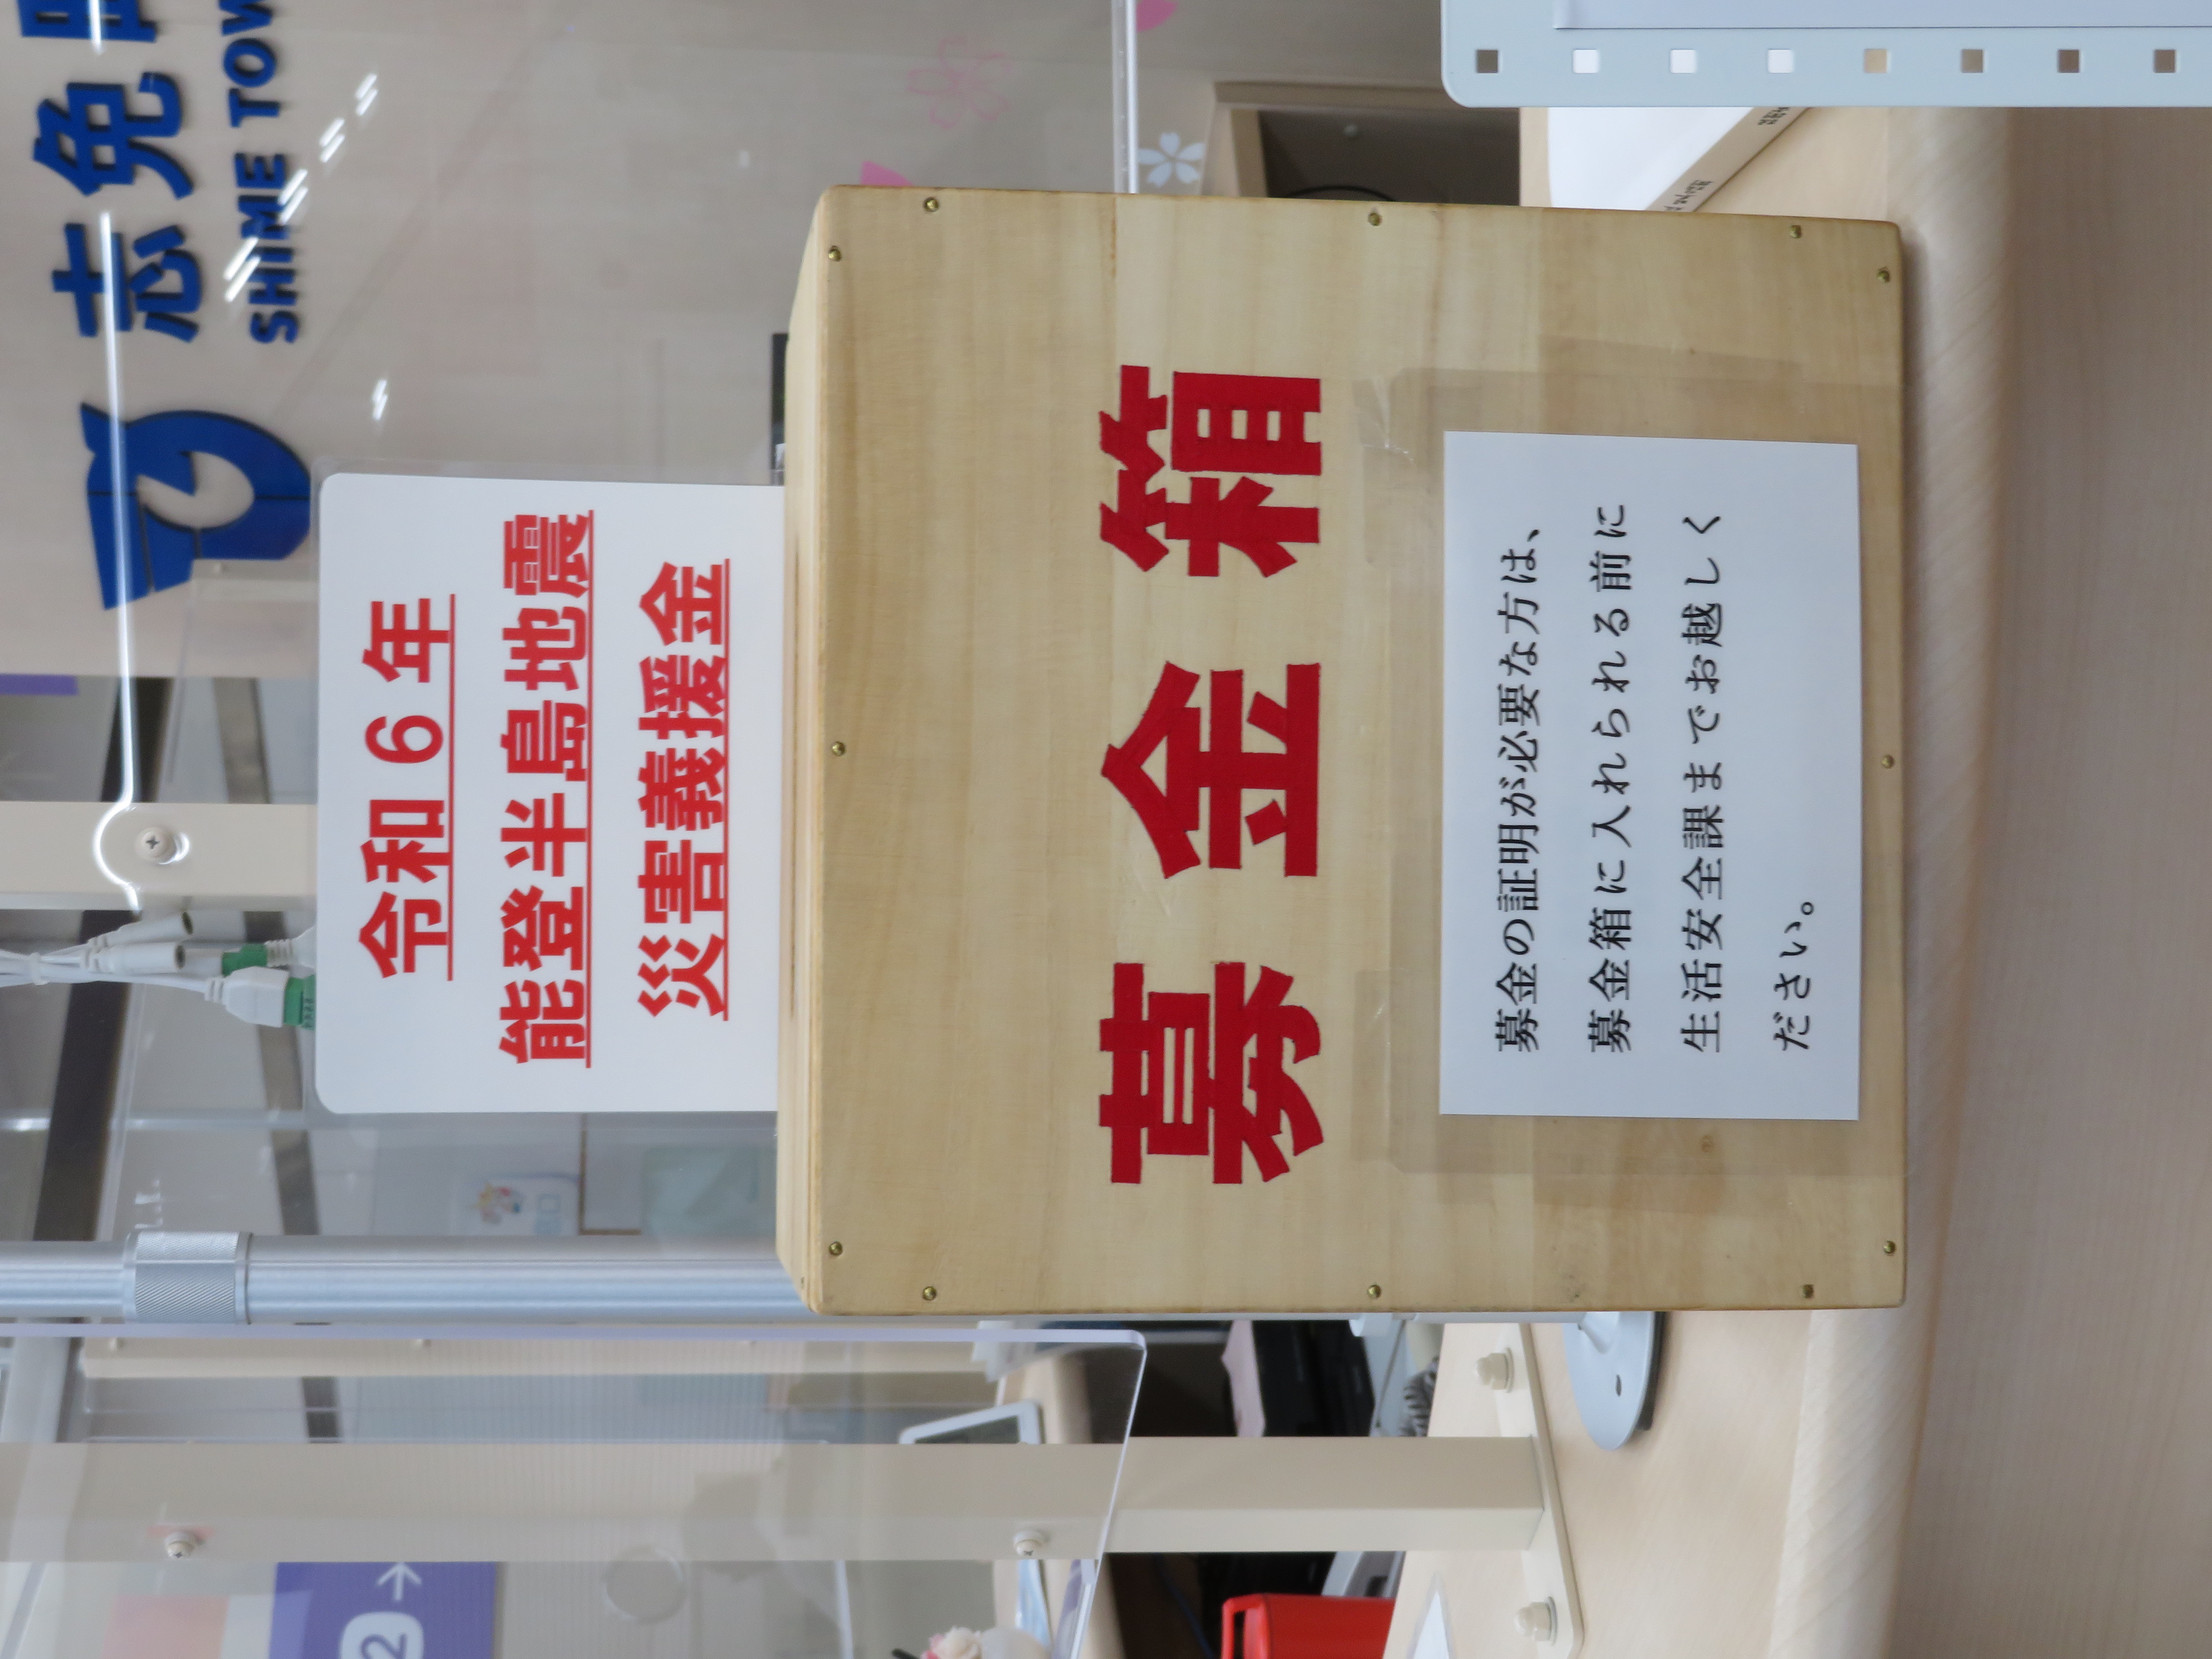 志免
SHIME TOW
令和6年
能登半島地震
災害義援金
募金箱
募金の証明が必要な方は、
募金箱に入れられる前に
生活安全課までお越しく
ださい。
2→